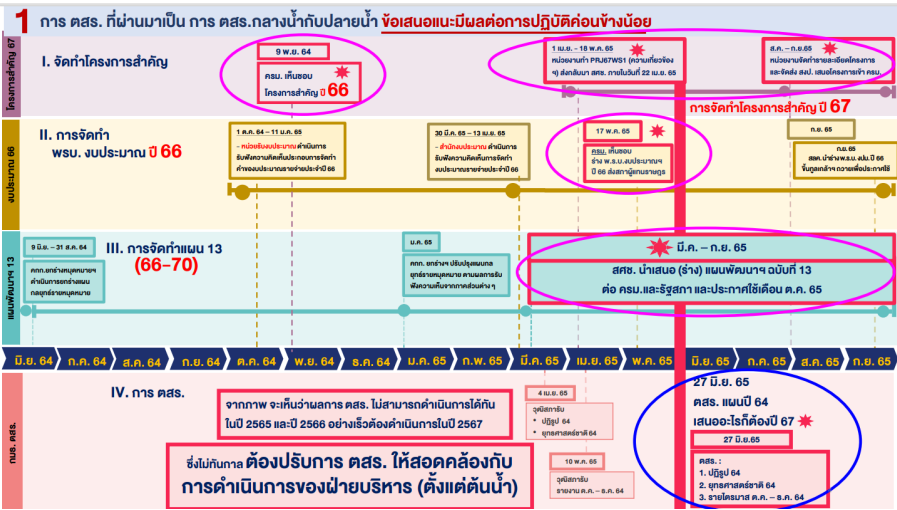 1 การ ตสร. ที่ผ่านมาเป็น การ ตสร.กลางน้ำกับปลายน้ำ ข้อเสนอแนะมีผลต่อการปฏิบัติค่อนข้างน้อย
โครงการสำคัญ 67
I. จัดทำโครงการสำคัญ
9 พ.ย. 64
ครม. เห็นชอบ
โครงการสำคัญ ปี 66
1 เม.ย. – 18 พ.ค. 65
หน่วยงานทำ PRJ67WS1 (ความเกี่ยวข้อง
ฯ) ส่งกลับมา สศช. ภายในวันที่ 22 เม.ย. 65
ส.ค. – ก.ย.65
หน่วยงานจัดทำรายละเอียดโครงการ
และจัดส่ง สงป. เสนอโครงการเข้า ครม.
การจัดทำโครงการสำคัญ ปี 67
งบประมาณ 66
II. การจัดทำ
พรบ. งบประมาณ ปี 66
1 ต.ค. 64 – 11 ม.ค. 65
- หน่วยรับงบประมาณ ดำเนินการ
รับฟังความคิดเห็นประกอบการจัดทำ
คำของบประมาณรายจ่ายประจำปี 66
30 มี.ค. 65 – 13 เม.ย. 65
- สำนักงบประมาณ ดำเนินการ
รับฟังความคิดเห็นการจัดทำ
งบประมาณรายจ่ายประจำปี 66
17 พ.ค. 65
ครม. เห็นชอบ
ร่าง พ.ร.บ.งบประมาณฯ
ปี 66 ส่งสภาผู้แทนราษฎร
ก.ย. 65
ก.ย. 65
สลค. นำร่าง พ.ร.บ. งปม. ปี 66
ขึ้นทูลเกล้าฯ ถวายเพื่อประกาศใช้
แผนพัฒนาฯ 13
9 มิ.ย. – 31 ส.ค. 64
คกก.ยกร่างหมุดหมายฯ
ดำเนินการยกร่างแผน
กลยุทธ์รายหมุดหมาย
III. การจัดทำแผน 13
(66–70)
ม.ค. 65
คกก. ยกร่างฯ ปรับปรุงแผนกล
ยุทธ์รายหมุดหมาย ตามผลการรับ
ฟังความเห็นจากภาคส่วนต่าง ๆ
มี.ค. – ก.ย. 65
สศช. นำเสนอ (ร่าง) แผนพัฒนาฯ ฉบับที่ 13
ต่อ ครม.และรัฐสภา และประกาศใช้เดือน ต.ค. 65
มิ.ย. 64 ก.ค. 64 ส.ค. 64 ก.ย. 64 ต.ค. 64 พ.ย. 64 ธ.ค. 64 ม.ค. 65 ก.พ. 65 มี.ค. 65 เม.ย. 65 พ.ค. 65 มิ.ย. 65 ก.ค. 65 ส.ค. 65 ก.ย. 65
กมธ. ตสร.
IV. การ ตสร.
จากภาพ จะเห็นว่าผลการ ตสร. ไม่สามารถดำเนินการได้ทัน
ในปี 2565 และปี 2566 อย่างเร็วต้องดำเนินการในปี 2567
ซึ่งไม่ทันกาล ต้องปรับการ ตสร. ให้สอดคล้องกับ
การดำเนินการของฝ่ายบริหาร (ตั้งแต่ต้นน้ำ)
4 เม.ย. 65
วุฒิสภารับ
• ปฏิรูป 64
• ยุทธศาสตร์ชาติ 64
10 พ.ค. 65
วุฒิสภารับ
รายงาน ต.ค. – ธ.ค. 64
27 มิ.ย. 65
ตสร. แผนปี 64
เสนออะไรก็ต้องปี 67
27 มิ.ย.65
ตสร. :
1. ปฏิรูป 64
2. ยุทธศาสตร์ชาติ 64
3. รายไตรมาส ต.ค. – ธ.ค. 64